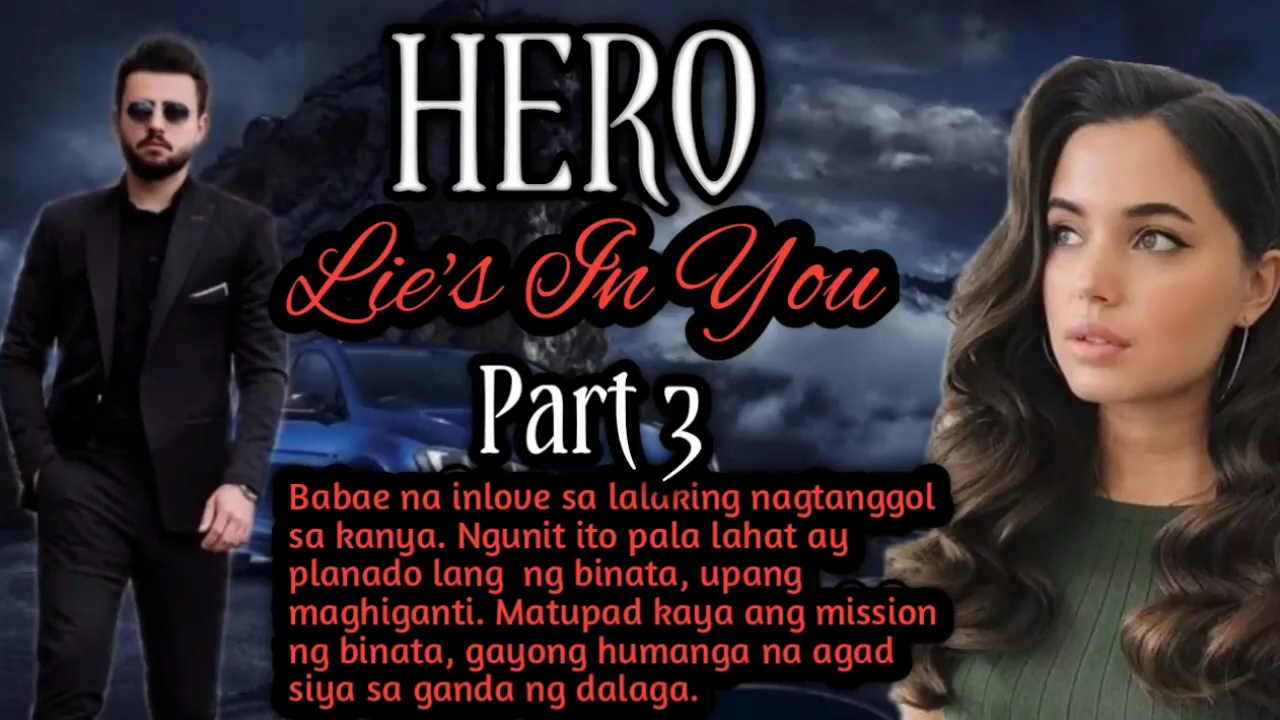 HERO
Lie's In You
Part 3
Babae na inlove sa lalaking nagtanggol
sa kanya. Ngunit ito pala lahat ay
planado lang ng binata, upang
maghiganti. Matupad kaya ang mission
ng binata, gayong humanga na agad
siya sa ganda ng dalaga.